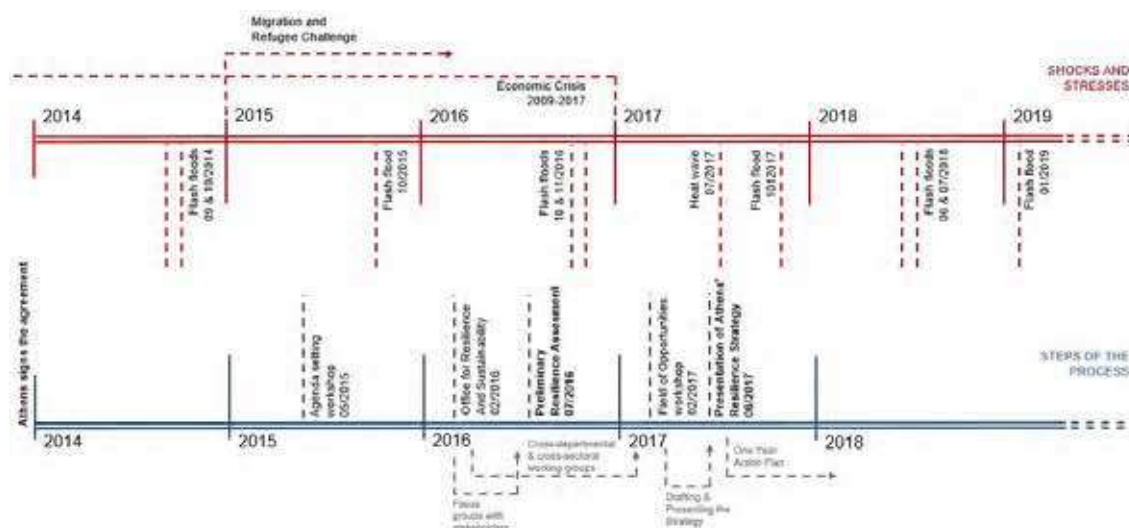 Migration and
Refugee Challenge
Economic Crisis
2009-2017
SHOCKS AND
STRESSES
2014
2015
2016
2017
2018
2019
Flash floods
09 & 10/2014
Flash flood
10/2015
Flash floods
10 & 11/2016
Heat wave
07/2017
Flash flood
Flash floods
06 & 07/2018
Flash flood
01/2019
Athens signs the agreement
Agenda setting
workshop
05/2015
Office for Resilience
And Sustainability
02/2016
Preliminary
Resilience Assessment
07/2016
Field of Opportunities
workshop
02/2017
Presentation of Athens'
Resilience Strategy
06/2017
STEPS OF THE
PROCESS
2014
2015
2016
2017
2018
Cross-departmental
& cross-sectoral
working groups
One Year
Action Plan
Focus
groups with
Drafting &
Presenting the
Strategy